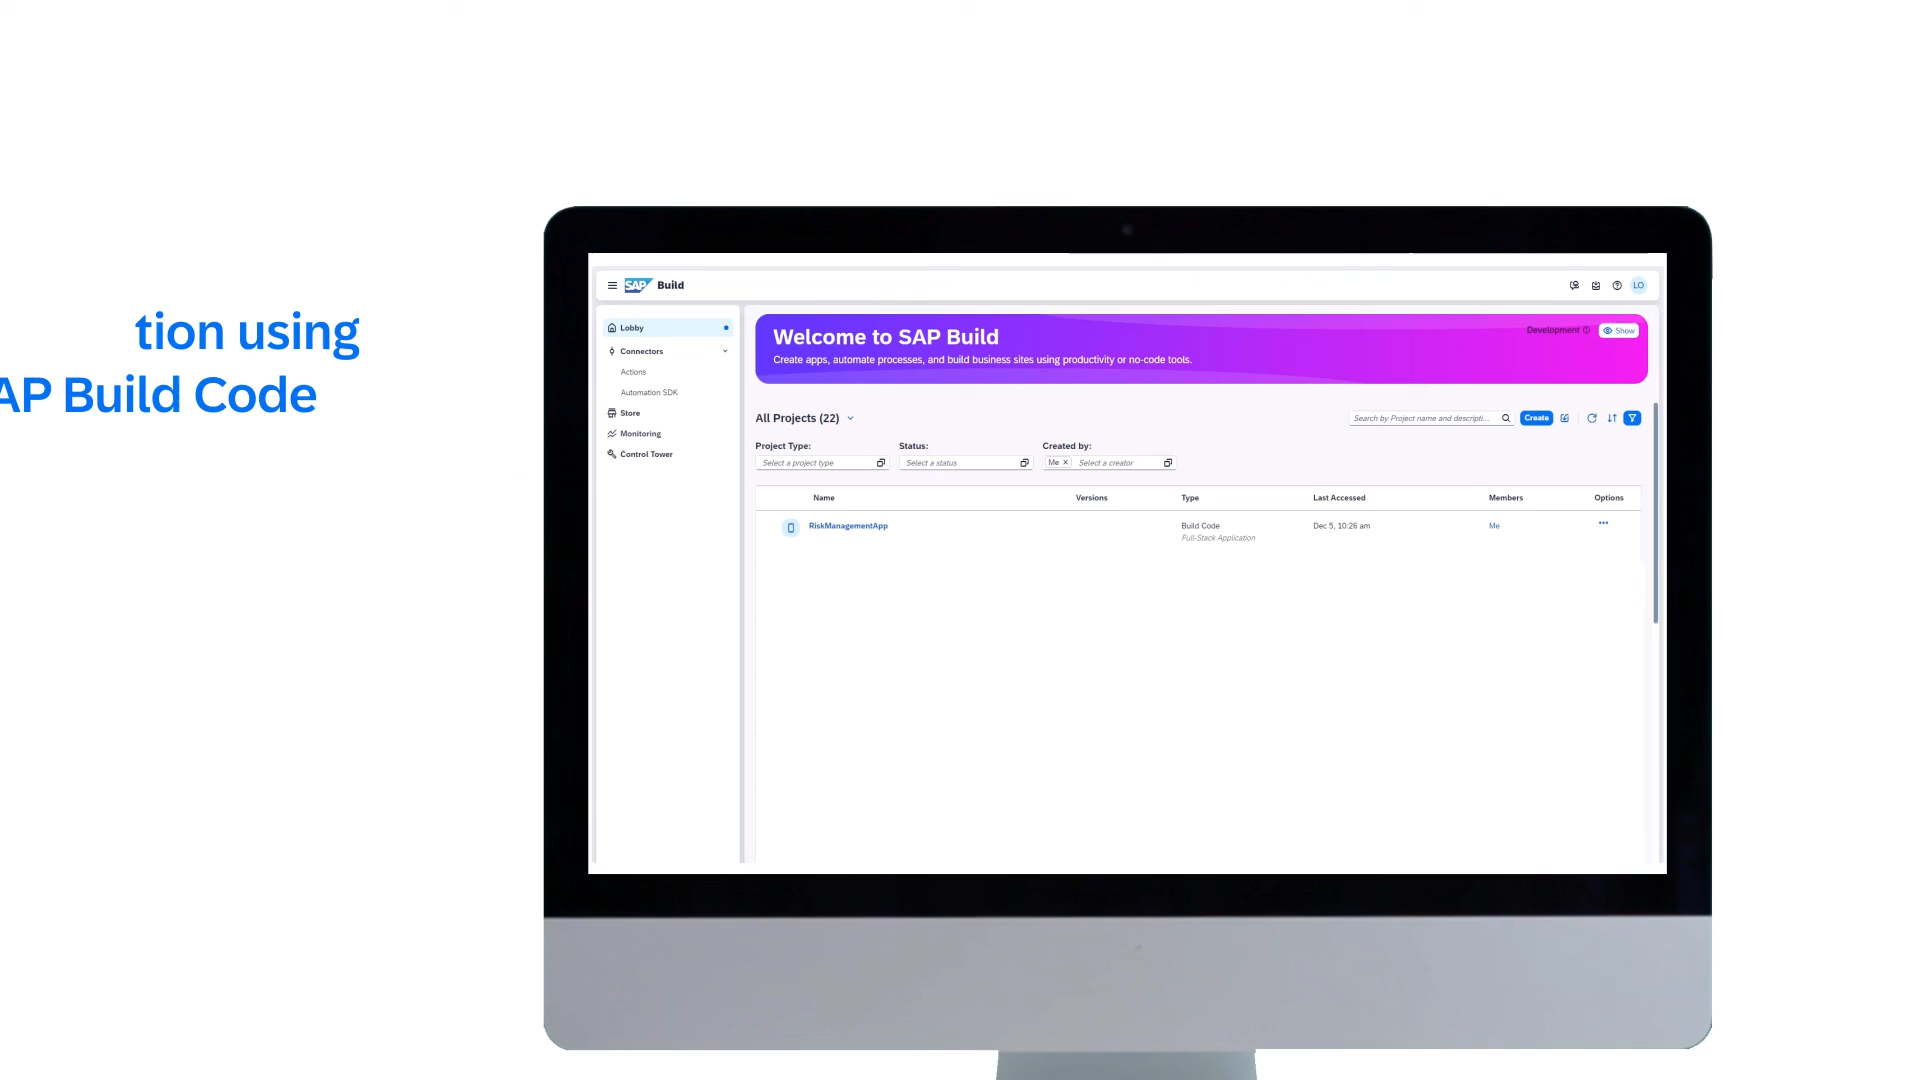 tion using
AP Build Code
SAP Build
LO
Lobby
Connectors
Actions
Automation SDK
Store
Monitoring
Control Tower
Welcome to SAP Build
Create apps, automate processes, and build business sites using productivity or no-code tools.
Development
Show
All Projects (22)
Search by Project name and descripti...
Create
Project Type:
Status:
Created by:
Select a project type
Select a status
Me
Select a creator
Name
Versions
Type
Last Accessed
Members
Options
RiskManagementApp
Build Code
Dec 5, 10:26 am
Me
Full-Stack Application